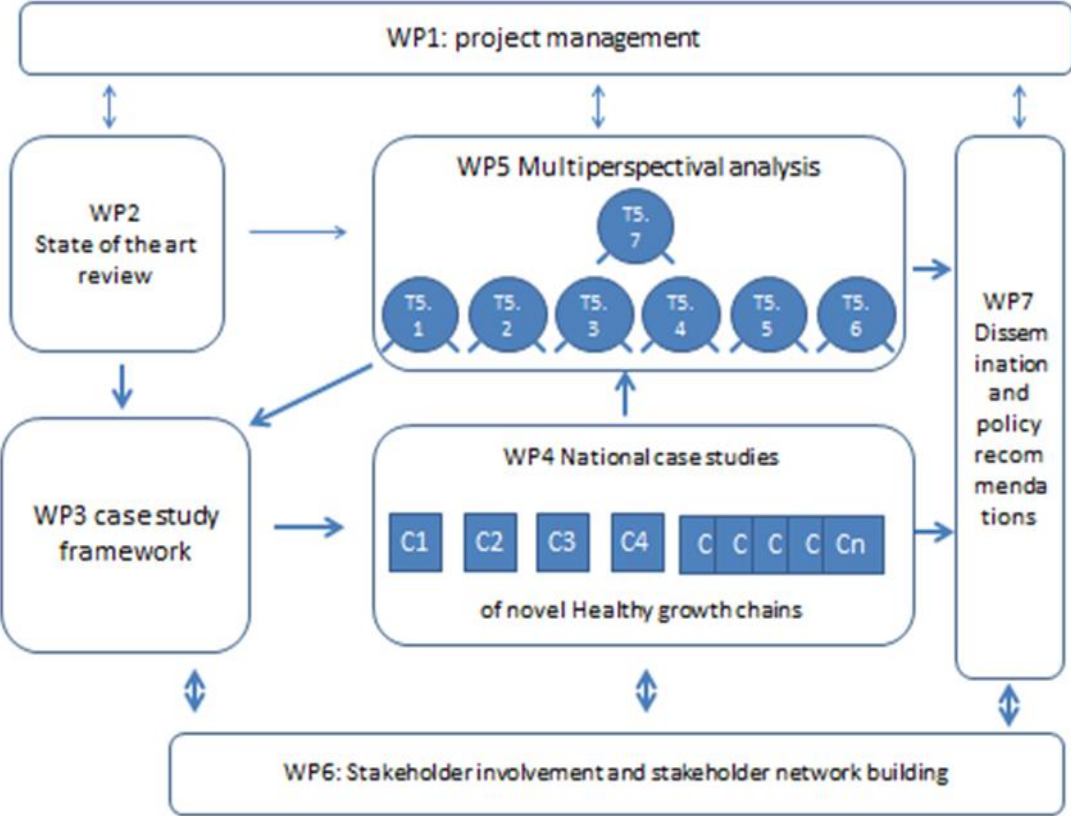 WP1: project management
WP2
State of the art
review
WP5 Multiperspectival analysis
T5.
7
T5.
1
T5.
2
T5.
3
T5.
4
T5.
5
T5.
6
WP3 case study
framework
WP4 National case studies
C1
C2
C3
C4
C
C
C
C
Cn
of novel Healthy growth chains
WP7
Dissem
ination
and
policy
recom
menda
tions
WP6: Stakeholder involvement and stakeholder network building